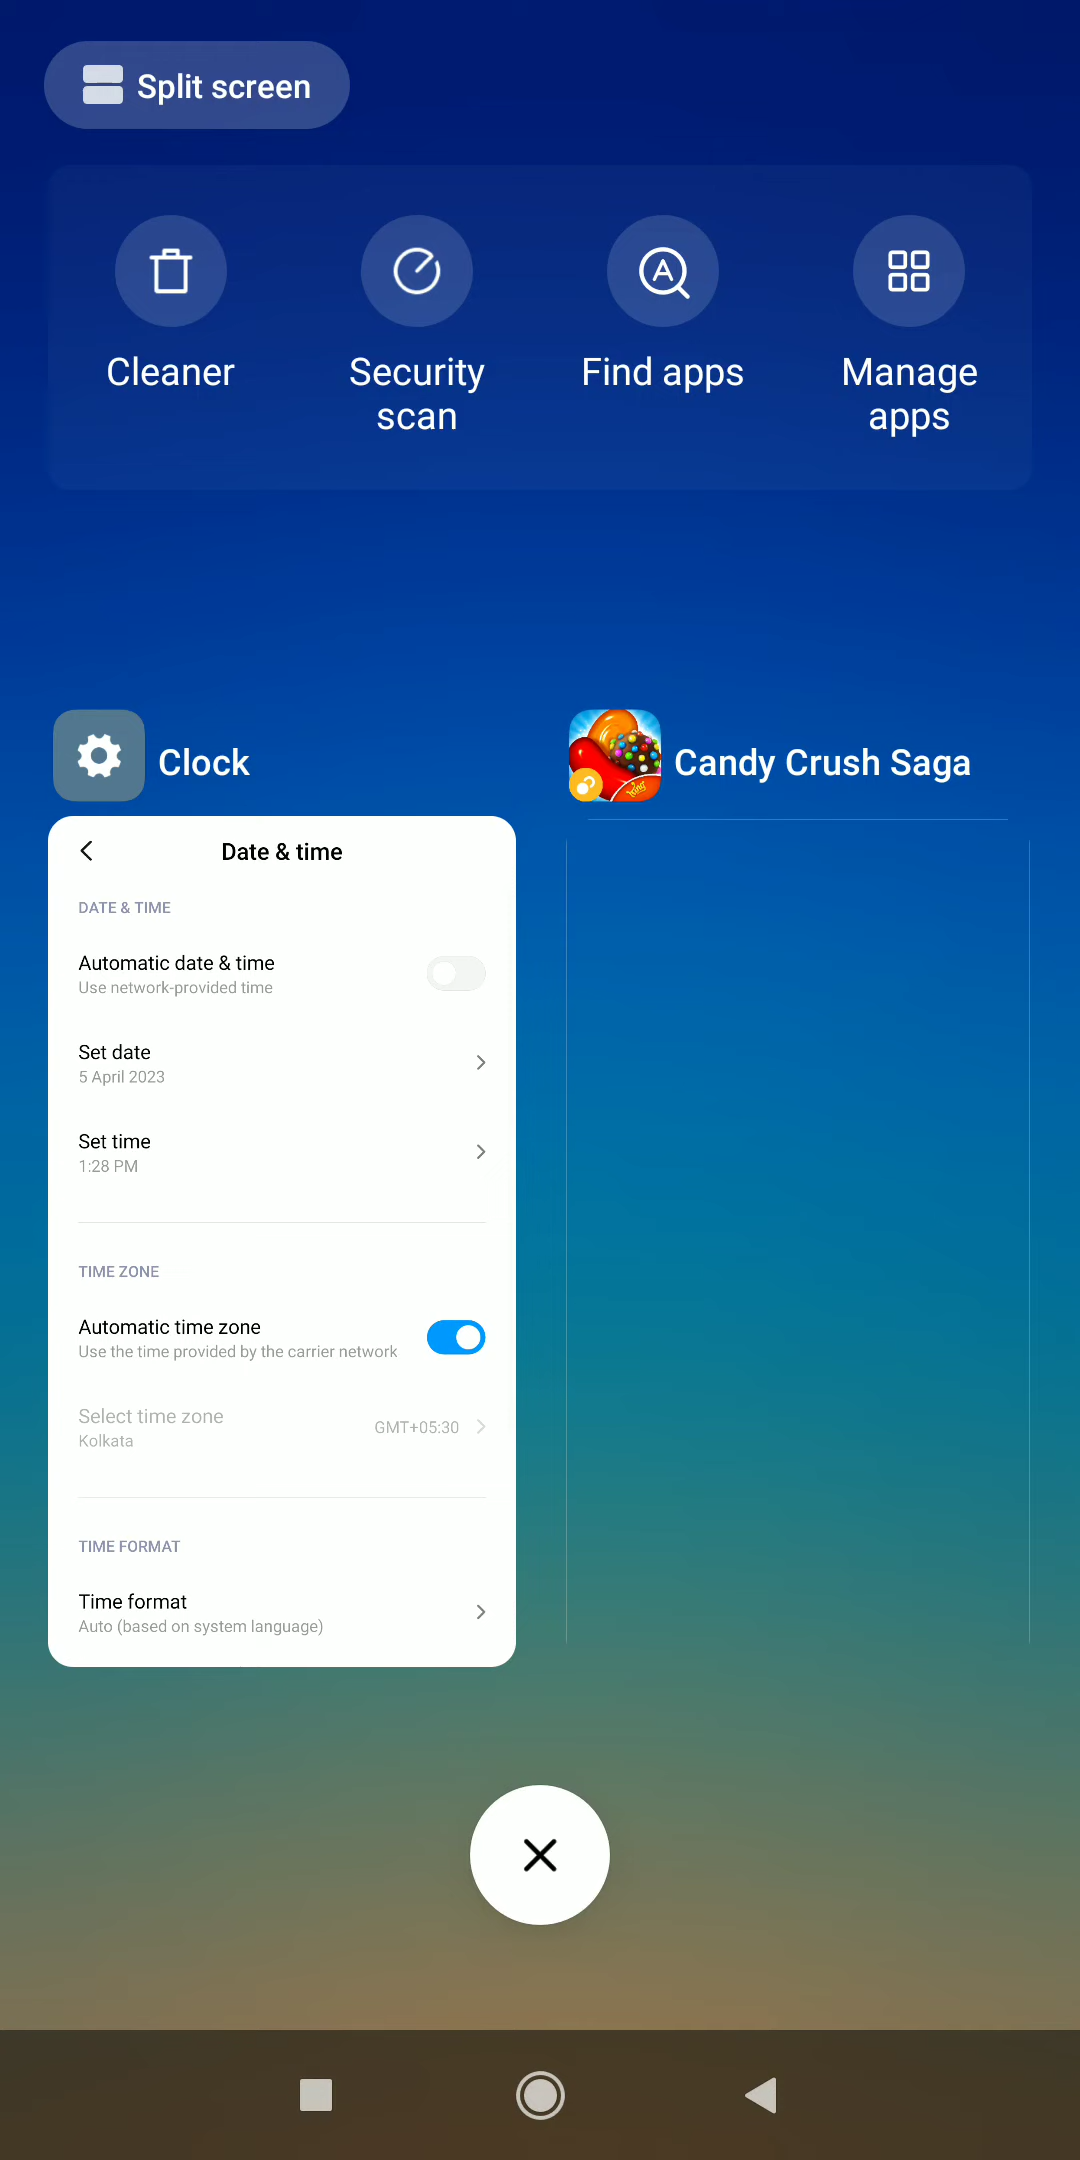 Split screen
Cleaner
Security
scan
Find apps
Manage
apps
Clock
Candy Crush Saga
Date & time
DATE & TIME
Automatic date & time
Use network-provided time
Set date
5 April 2023
Set time
1:28 PM
TIME ZONE
Automatic time zone
Use the time provided by the carrier network
Select time zone
Kolkata
GMT+05:30
TIME FORMAT
Time format
Auto (based on system language)